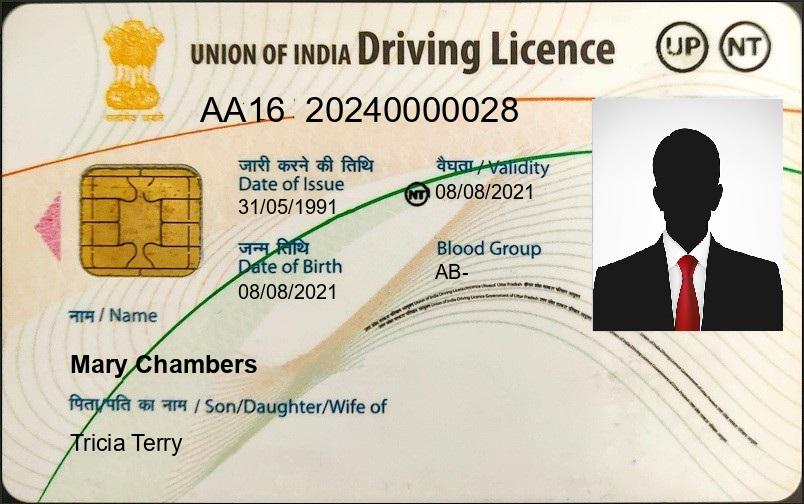 UNION OF INDIA Driving Licence
UP NT
सत्यमेव जयते
AA16 20240000028
जारी करने की तिथि
Date of Issue
31/05/1991
वैघता / Validity
NT 08/08/2021
जन्म तिथि
Date of Birth
08/08/2021
Blood Group
AB-
नाम / Name
Mary Chambers
पिता/पति का नाम / Son/Daughter/Wife of
Tricia Terry